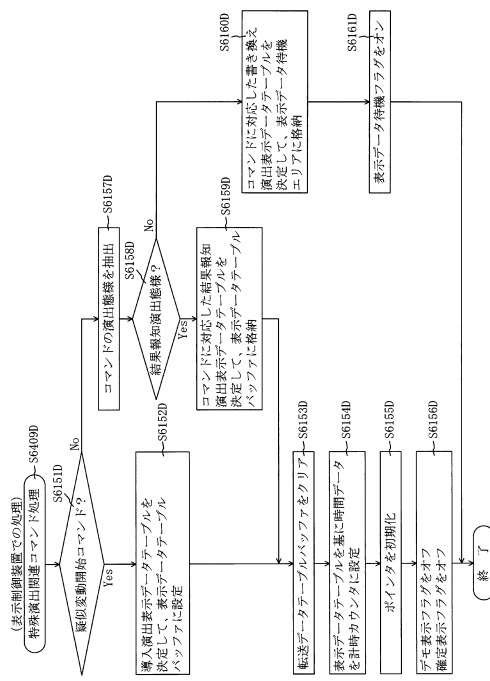 (表示制御装置での処理)
特殊演出関連コマンド処理
S6409D
疑似変動開始コマンド?
S6151D
No
Yes
導入演出表示データテーブルを
決定して、表示データテーブル
バッファに設定
S6152D
コマンドの演出態様を抽出
S6157D
結果報知演出態様?
S6158D
No
Yes
コマンドに対応した結果報知
演出表示データテーブルを
決定して、表示データテーブル
バッファに格納
S6159D
コマンドに対応した書き換え
演出表示データテーブルを
決定して、表示データ待機
エリアに格納
S6160D
表示データ待機フラグをオン
S6161D
転送データテーブルバッファをクリア
S6153D
表示データテーブルを基に時間データ
を計時カウンタに設定
S6154D
ポインタを初期化
S6155D
デモ表示フラグをオフ
確定表示フラグをオフ
S6156D
終 了